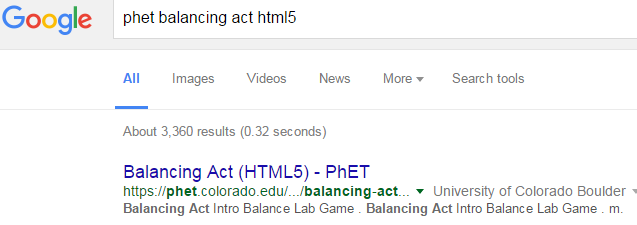 Google phet balancing act html5
All Images Videos News More Search tools
About 3,360 results (0.32 seconds)
Balancing Act (HTML5) - PhET
https://phet.colorado.edu/.../balancing-act... University of Colorado Boulder
Balancing Act Intro Balance Lab Game . Balancing Act Intro Balance Lab Game . m.